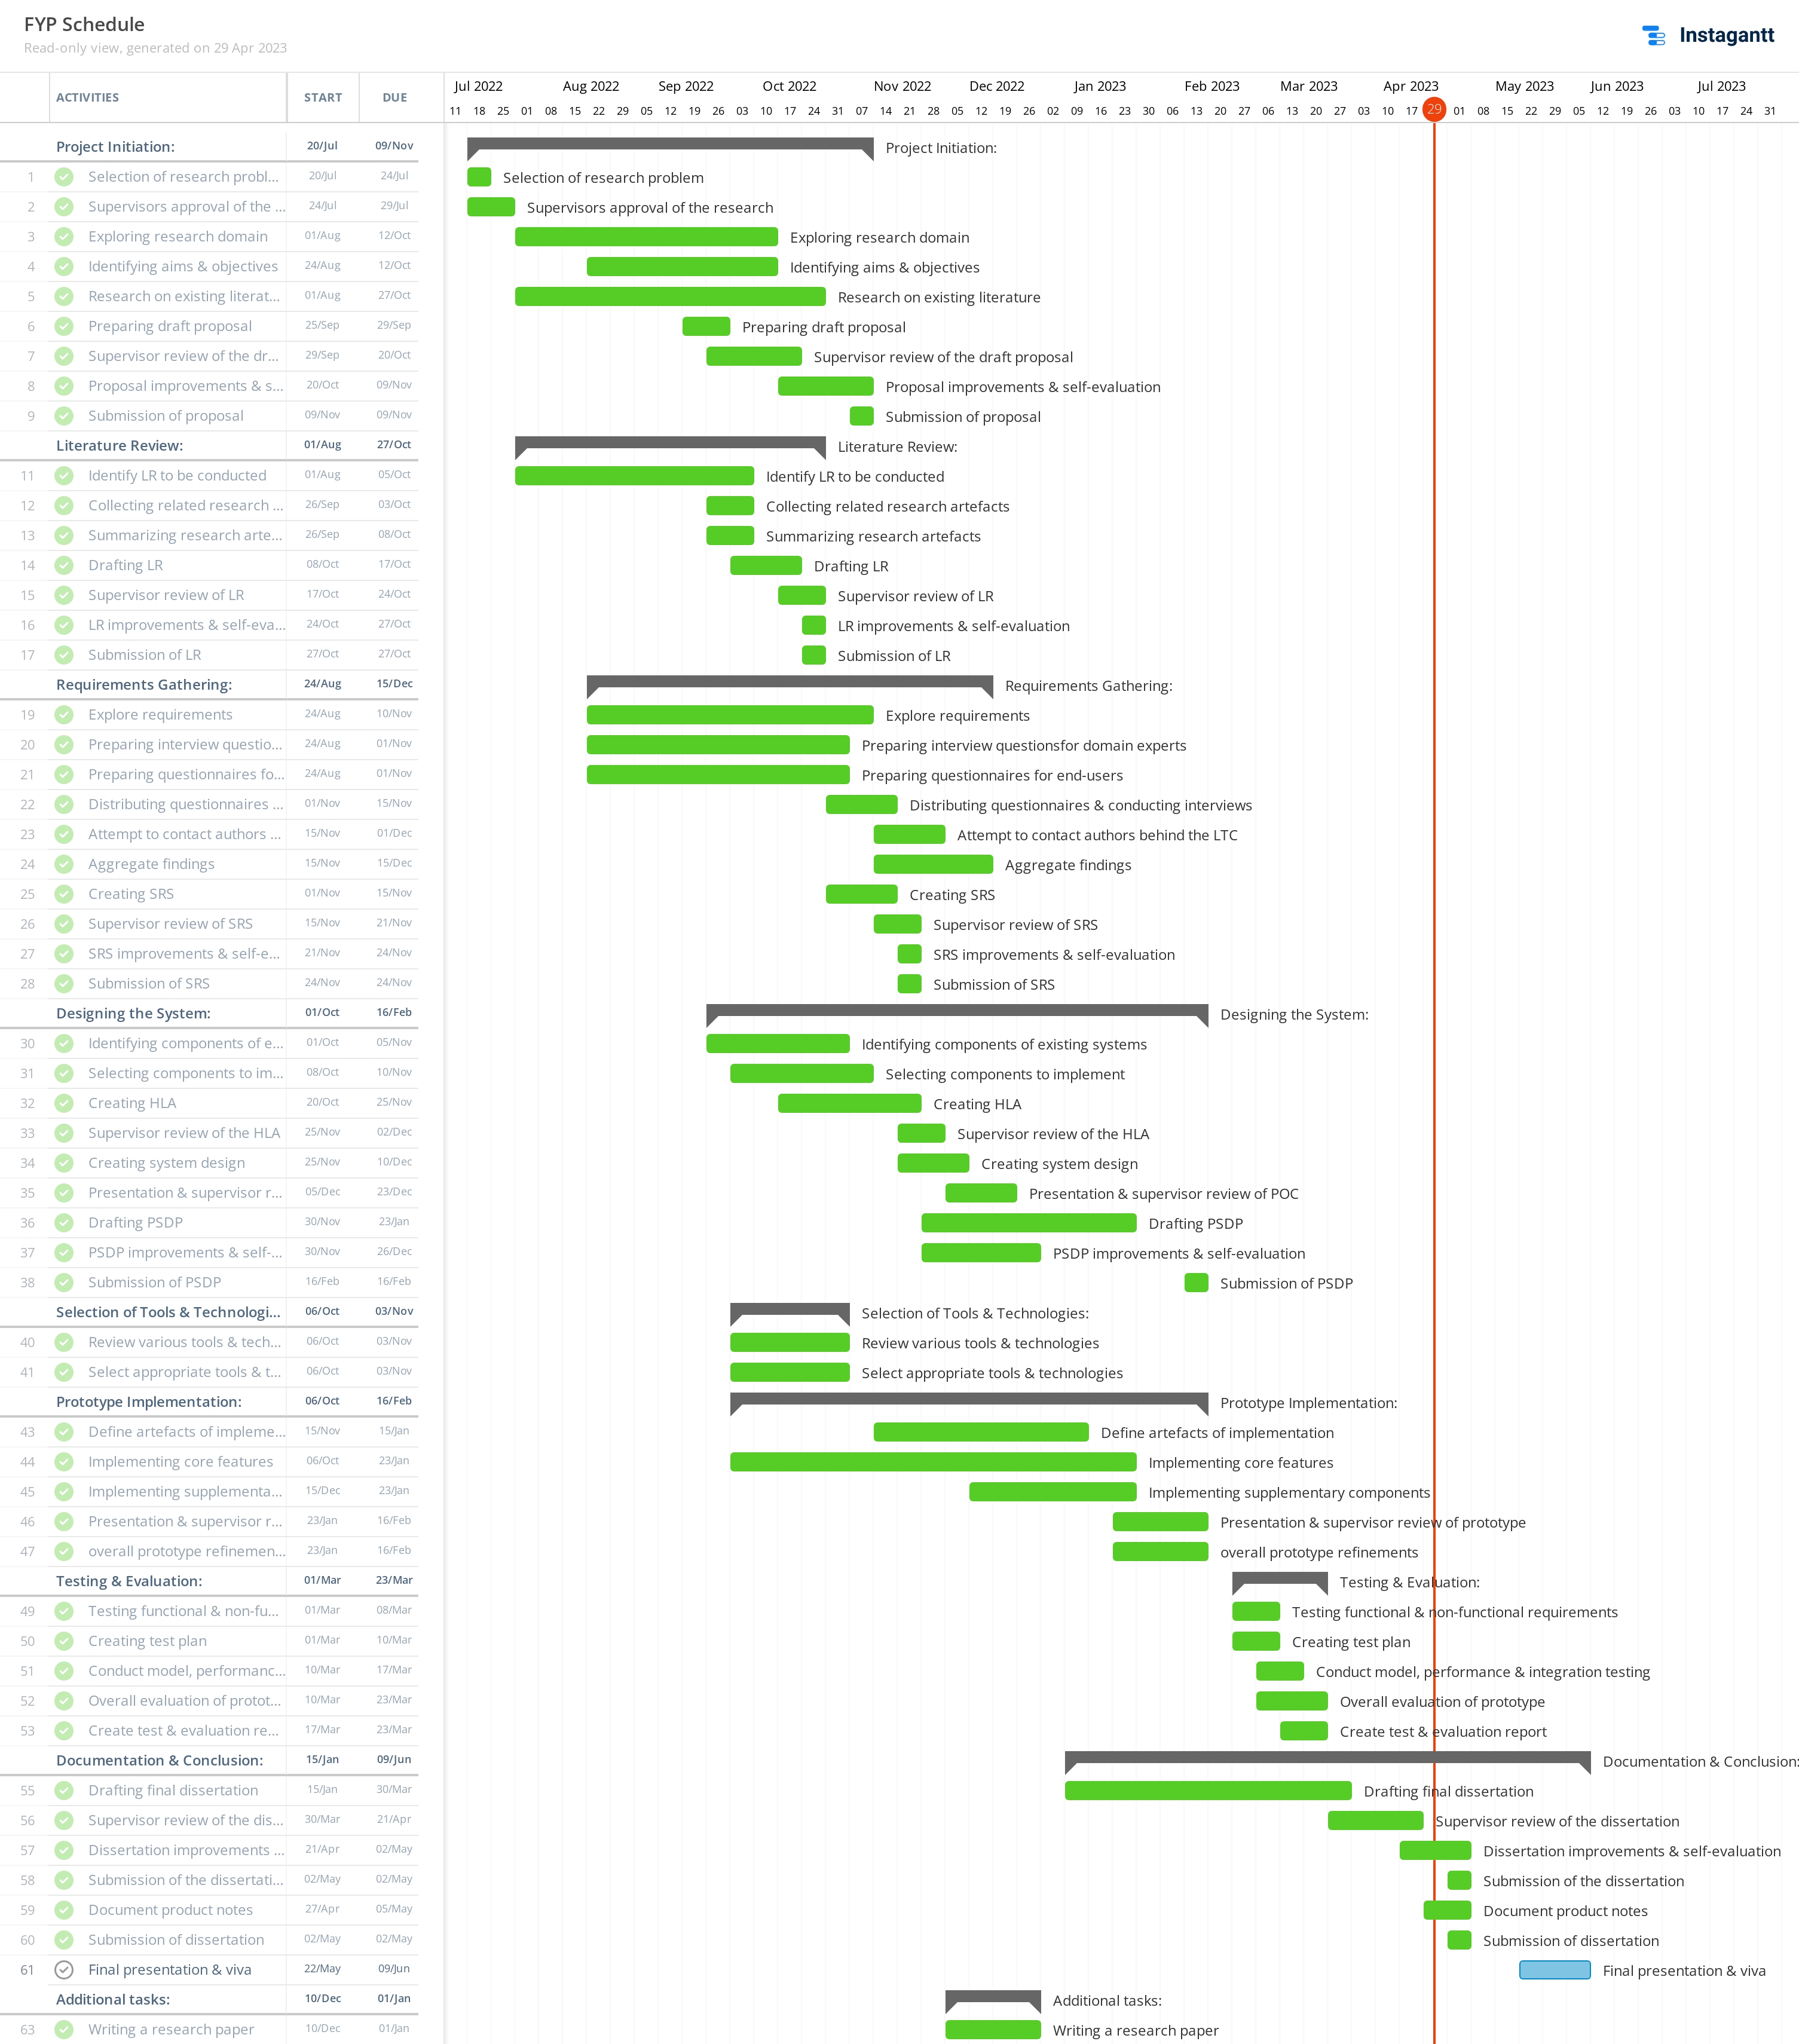 FYP Schedule
Read-only view, generated on 29 Apr 2023
Instagantt
ACTIVITIES START DUE
Jul 2022 Aug 2022 Sep 2022 Oct 2022 Nov 2022 Dec 2022 Jan 2023 Feb 2023 Mar 2023 Apr 2023 May 2023 Jun 2023 Jul 2023
11 18 25 01 08 15 22 29 05 12 19 26 03 10 17 24 31 07 14 21 28 05 12 19 26 02 09 16 23 30 06 13 20 27 06 13 20 27 03 10 17 29 01 08 15 22 29 05 12 19 26 03 10 17 24 31
Project Initiation: 20/Jul 09/Nov Project Initiation:
1 Selection of research probl... 20/Jul 24/Jul Selection of research problem
2 Supervisors approval of the ... 24/Jul 29/Jul Supervisors approval of the research
3 Exploring research domain 01/Aug 12/Oct Exploring research domain
4 Identifying aims & objectives 24/Aug 12/Oct Identifying aims & objectives
5 Research on existing literat... 01/Aug 27/Oct Research on existing literature
6 Preparing draft proposal 25/Sep 29/Sep Preparing draft proposal
7 Supervisor review of the dr... 29/Sep 20/Oct Supervisor review of the draft proposal
8 Proposal improvements & s... 20/Oct 09/Nov Proposal improvements & self-evaluation
9 Submission of proposal 09/Nov 09/Nov Submission of proposal
Literature Review: 01/Aug 27/Oct Literature Review:
11 Identify LR to be conducted 01/Aug 05/Oct Identify LR to be conducted
12 Collecting related research ... 26/Sep 03/Oct Collecting related research artefacts
13 Summarizing research arte... 26/Sep 08/Oct Summarizing research artefacts
14 Drafting LR 08/Oct 17/Oct Drafting LR
15 Supervisor review of LR 17/Oct 24/Oct Supervisor review of LR
16 LR improvements & self-eva... 24/Oct 27/Oct LR improvements & self-evaluation
17 Submission of LR 27/Oct 27/Oct Submission of LR
Requirements Gathering: 24/Aug 15/Dec Requirements Gathering:
19 Explore requirements 24/Aug 10/Nov Explore requirements
20 Preparing interview questio... 24/Aug 01/Nov Preparing interview questionsfor domain experts
21 Preparing questionnaires fo... 24/Aug 01/Nov Preparing questionnaires for end-users
22 Distributing questionnaires ... 01/Nov 15/Nov Distributing questionnaires & conducting interviews
23 Attempt to contact authors ... 15/Nov 01/Dec Attempt to contact authors behind the LTC
24 Aggregate findings 15/Nov 15/Dec Aggregate findings
25 Creating SRS 01/Nov 15/Nov Creating SRS
26 Supervisor review of SRS 15/Nov 21/Nov Supervisor review of SRS
27 SRS improvements & self-e... 21/Nov 24/Nov SRS improvements & self-evaluation
28 Submission of SRS 24/Nov 24/Nov Submission of SRS
Designing the System: 01/Oct 16/Feb Designing the System:
30 Identifying components of e... 01/Oct 05/Nov Identifying components of existing systems
31 Selecting components to im... 08/Oct 10/Nov Selecting components to implement
32 Creating HLA 20/Oct 25/Nov Creating HLA
33 Supervisor review of the HLA 25/Nov 02/Dec Supervisor review of the HLA
34 Creating system design 25/Nov 10/Dec Creating system design
35 Presentation & supervisor r... 05/Dec 23/Dec Presentation & supervisor review of POC
36 Drafting PSDP 30/Nov 23/Jan Drafting PSDP
37 PSDP improvements & self-... 30/Nov 26/Dec PSDP improvements & self-evaluation
38 Submission of PSDP 16/Feb 16/Feb Submission of PSDP
Selection of Tools & Technologi... 06/Oct 03/Nov Selection of Tools & Technologies:
40 Review various tools & tech... 06/Oct 03/Nov Review various tools & technologies
41 Select appropriate tools & t... 06/Oct 03/Nov Select appropriate tools & technologies
Prototype Implementation: 06/Oct 16/Feb Prototype Implementation:
43 Define artefacts of impleme... 15/Nov 15/Jan Define artefacts of implementation
44 Implementing core features 06/Oct 23/Jan Implementing core features
45 Implementing supplementa... 15/Dec 23/Jan Implementing supplementary components
46 Presentation & supervisor r... 23/Jan 16/Feb Presentation & supervisor review of prototype
47 overall prototype refinemen... 23/Jan 16/Feb overall prototype refinements
Testing & Evaluation: 01/Mar 23/Mar Testing & Evaluation:
49 Testing functional & non-fu... 01/Mar 08/Mar Testing functional & non-functional requirements
50 Creating test plan 01/Mar 10/Mar Creating test plan
51 Conduct model, performanc... 10/Mar 17/Mar Conduct model, performance & integration testing
52 Overall evaluation of protot... 10/Mar 23/Mar Overall evaluation of prototype
53 Create test & evaluation re... 17/Mar 23/Mar Create test & evaluation report
Documentation & Conclusion: 15/Jan 09/Jun Documentation & Conclusion:
55 Drafting final dissertation 15/Jan 30/Mar Drafting final dissertation
56 Supervisor review of the dis... 30/Mar 21/Apr Supervisor review of the dissertation
57 Dissertation improvements ... 21/Apr 02/May Dissertation improvements & self-evaluation
58 Submission of the dissertati... 02/May 02/May Submission of the dissertation
59 Document product notes 27/Apr 05/May Document product notes
60 Submission of dissertation 02/May 02/May Submission of dissertation
61 Final presentation & viva 22/May 09/Jun Final presentation & viva
Additional tasks: 10/Dec 01/Jan Additional tasks:
63 Writing a research paper 10/Dec 01/Jan Writing a research paper